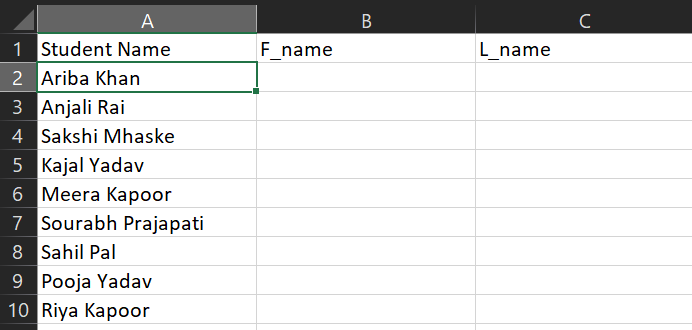 A B C
1 Student Name F_name L_name
2 Ariba Khan
3 Anjali Rai
4 Sakshi Mhaske
5 Kajal Yadav
6 Meera Kapoor
7 Sourabh Prajapati
8 Sahil Pal
9 Pooja Yadav
10 Riya Kapoor